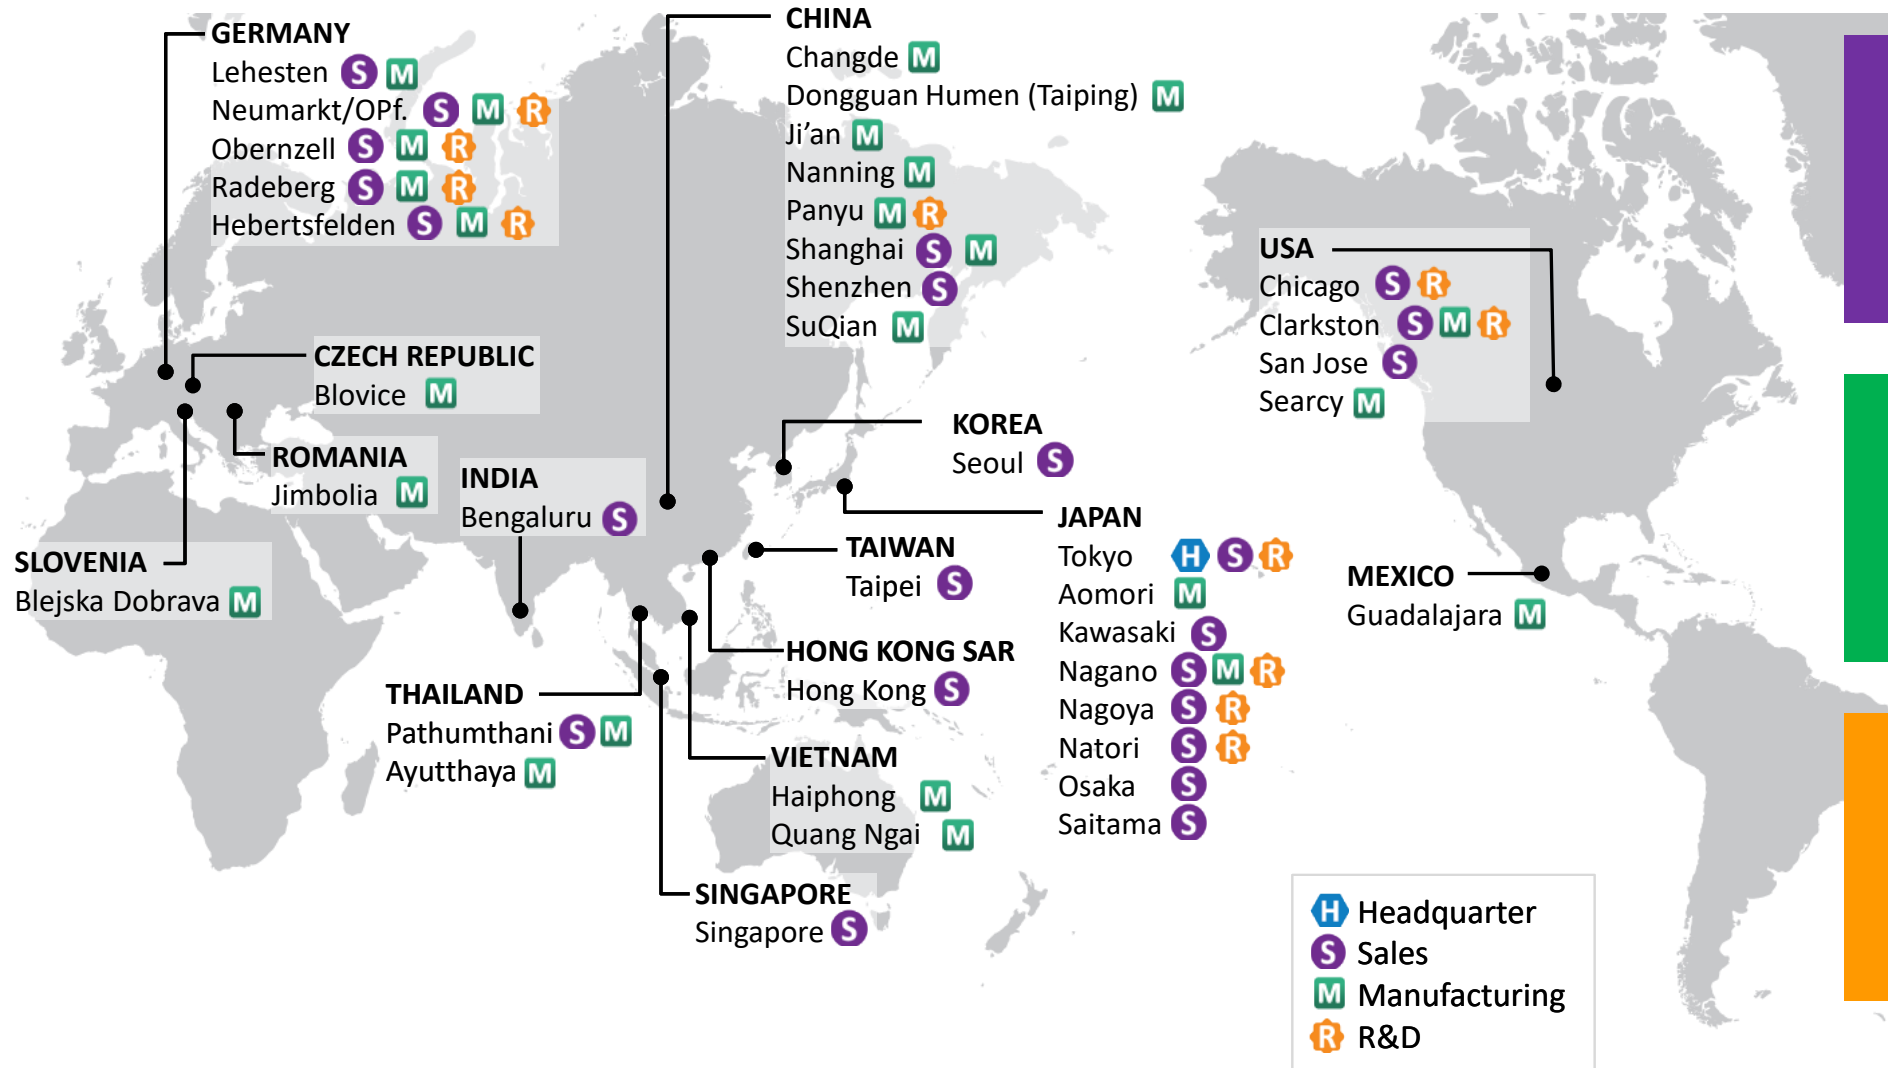 GERMANY
Lehesten S M
Neumarkt/OPf. S M R
Obernzell S M R
Radeberg S M R
Hebertsfelden S M R
CHINA
Changde M
Dongguan Humen (Taiping) M
Ji’an M
Nanning M
Panyu M R
Shanghai S M
Shenzhen S
SuQian M
USA
Chicago S R
Clarkston S M R
San Jose S
Searcy M
CZECH REPUBLIC
Blovice M
ROMANIA
Jimbolia M
INDIA
Bengaluru S
KOREA
Seoul S
SLOVENIA
Blejska Dobrava M
TAIWAN
Taipei S
JAPAN
Tokyo H S R
Aomori M
Kawasaki S
Nagano S M R
Nagoya S R
Natori S R
Osaka S
Saitama S
MEXICO
Guadalajara M
HONG KONG SAR
Hong Kong S
THAILAND
Pathumthani S M
Ayutthaya M
VIETNAM
Haiphong M
Quang Ngai M
SINGAPORE
Singapore S
H Headquarter
S Sales
M Manufacturing
R R&D